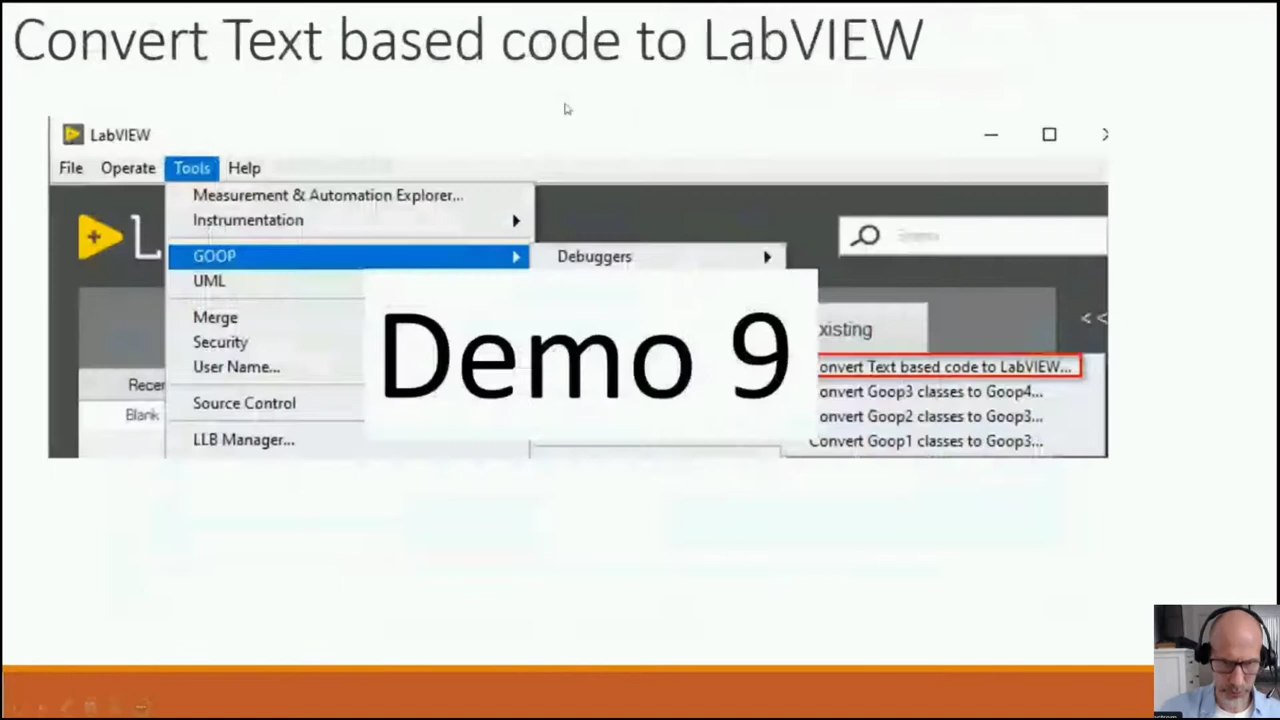 Convert Text based code to LabVIEW
LabVIEW
File Operate Tools Help
Measurement & Automation Explorer...
Instrumentation
GOOP
Debuggers
UML
Merge
Security
User Name...
Source Control
LLB Manager...
Recer
Blank
Demo 9
xisting
<<
onvert Text based code to LabVIEW...
onvert Goop3 classes to Goop4...
onvert Goop2 classes to Goop3...
Convert Goop1 classes to Goop3...